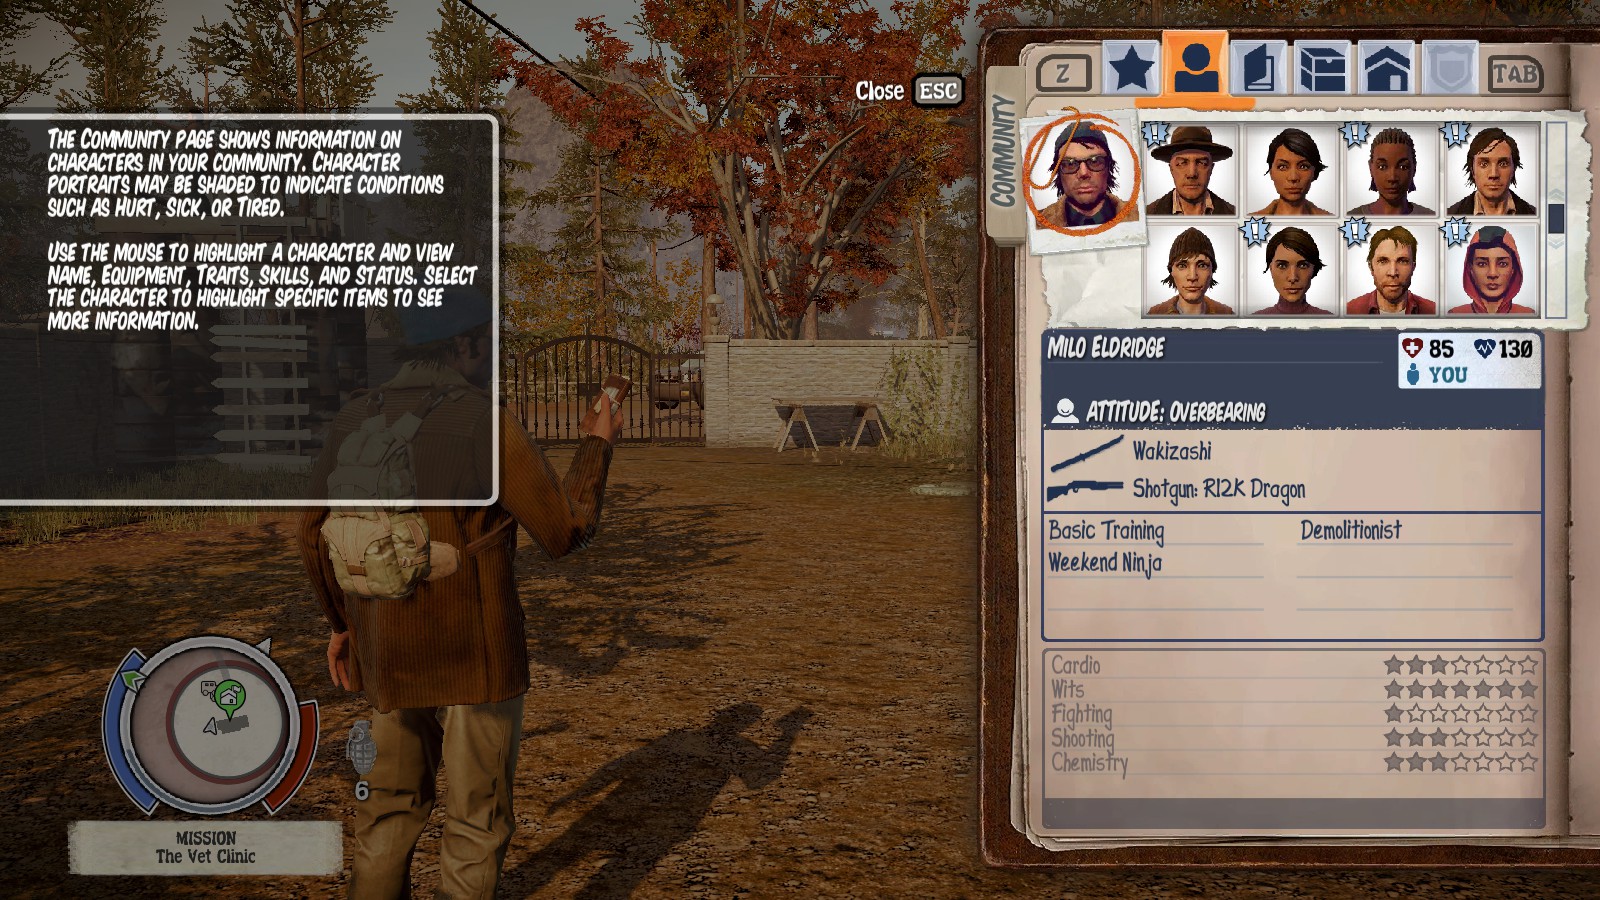 Close ESC
THE COMMUNITY PAGE SHOWS INFORMATION ON
CHARACTERS IN YOUR COMMUNITY. CHARACTER
PORTRAITS MAY BE SHADED TO INDICATE CONDITIONS
SUCH AS HURT, SICK, OR TIRED.
USE THE MOUSE TO HIGHLIGHT A CHARACTER AND VIEW
NAME, EQUIPMENT, TRAITS, SKILLS, AND STATUS. SELECT
THE CHARACTER TO HIGHLIGHT SPECIFIC ITEMS TO SEE
MORE INFORMATION.
6
MISSION
The Vet Clinic
Z
TAB
COMMUNITY
!
!
!
!
!
!
MILO ELDRIDGE
85 130
YOU
ATTITUDE: OVERBEARING
Wakizashi
Shotgun: R12K Dragon
Basic Training Demolitionist
Weekend Ninja
Cardio
Wits
Fighting
Shooting
Chemistry